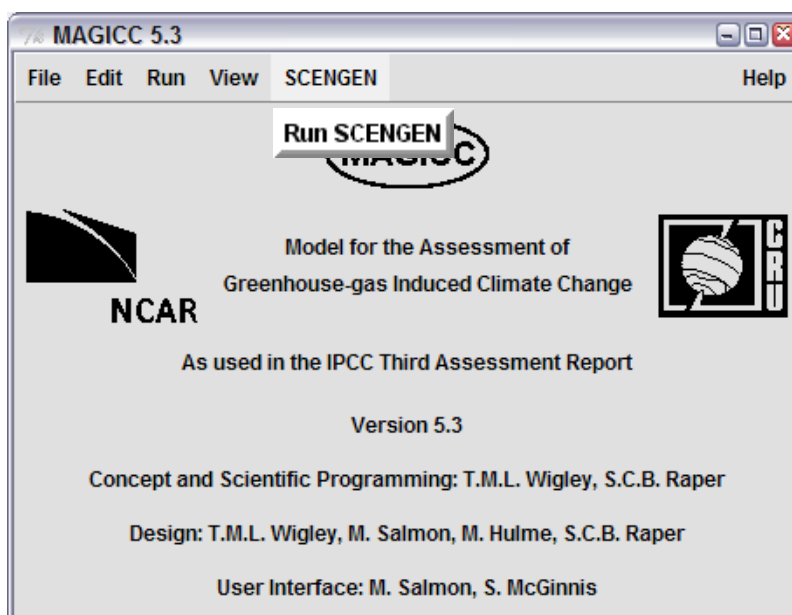 MAGICC 5.3
File Edit Run View SCENGEN Help
Run SCENGEN
MAGICC
Model for the Assessment of
Greenhouse-gas Induced Climate Change
NCAR
CRU
As used in the IPCC Third Assessment Report
Version 5.3
Concept and Scientific Programming: T.M.L. Wigley, S.C.B. Raper
Design: T.M.L. Wigley, M. Salmon, M. Hulme, S.C.B. Raper
User Interface: M. Salmon, S. McGinnis